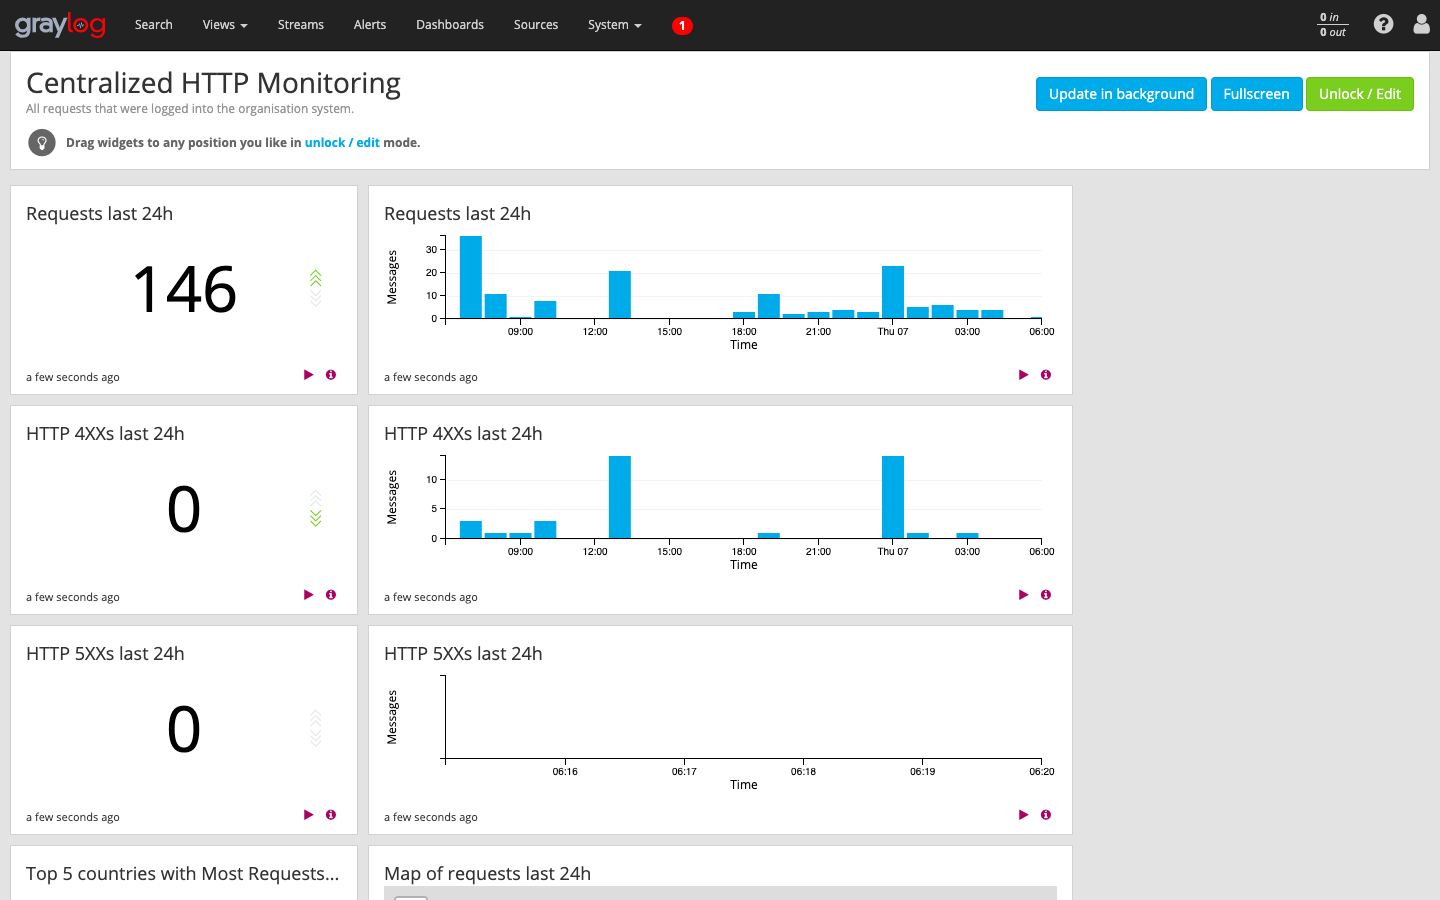 graylog Search Views Streams Alerts Dashboards Sources System 1 0 in
0 out
Centralized HTTP Monitoring
All requests that were logged into the organisation system.
Update in background Fullscreen Unlock / Edit
Drag widgets to any position you like in unlock / edit mode.
Requests last 24h
146
a few seconds ago
Requests last 24h
Messages
30
20
10
0
09:00 12:00 15:00 18:00 21:00 Thu 07 03:00 06:00
Time
a few seconds ago
HTTP 4XXs last 24h
0
a few seconds ago
HTTP 4XXs last 24h
Messages
10
5
0
09:00 12:00 15:00 18:00 21:00 Thu 07 03:00 06:00
Time
a few seconds ago
HTTP 5XXs last 24h
0
a few seconds ago
HTTP 5XXs last 24h
Messages
06:16 06:17 06:18 06:19 06:20
Time
a few seconds ago
Top 5 countries with Most Requests...
Map of requests last 24h